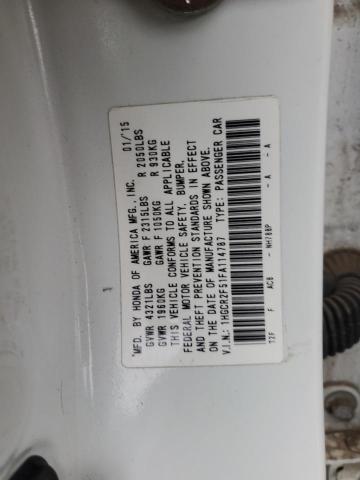 MFD. BY HONDA OF AMERICA MFG., INC. 01/15
GVWR 4321LBS GAWR F 2315LBS R 2050LBS
GVWR 1960KG GAWR F 1050KG R 930KG
THIS VEHICLE CONFORMS TO ALL APPLICABLE
FEDERAL MOTOR VEHICLE SAFETY, BUMPER,
AND THEFT PREVENTION STANDARDS IN EFFECT
ON THE DATE OF MANUFACTURE SHOWN ABOVE.
V.I.N.: 1HGCR2F51FA114787 TYPE: PASSENGER CAR
T2F F AC8 - NH788P - A - A